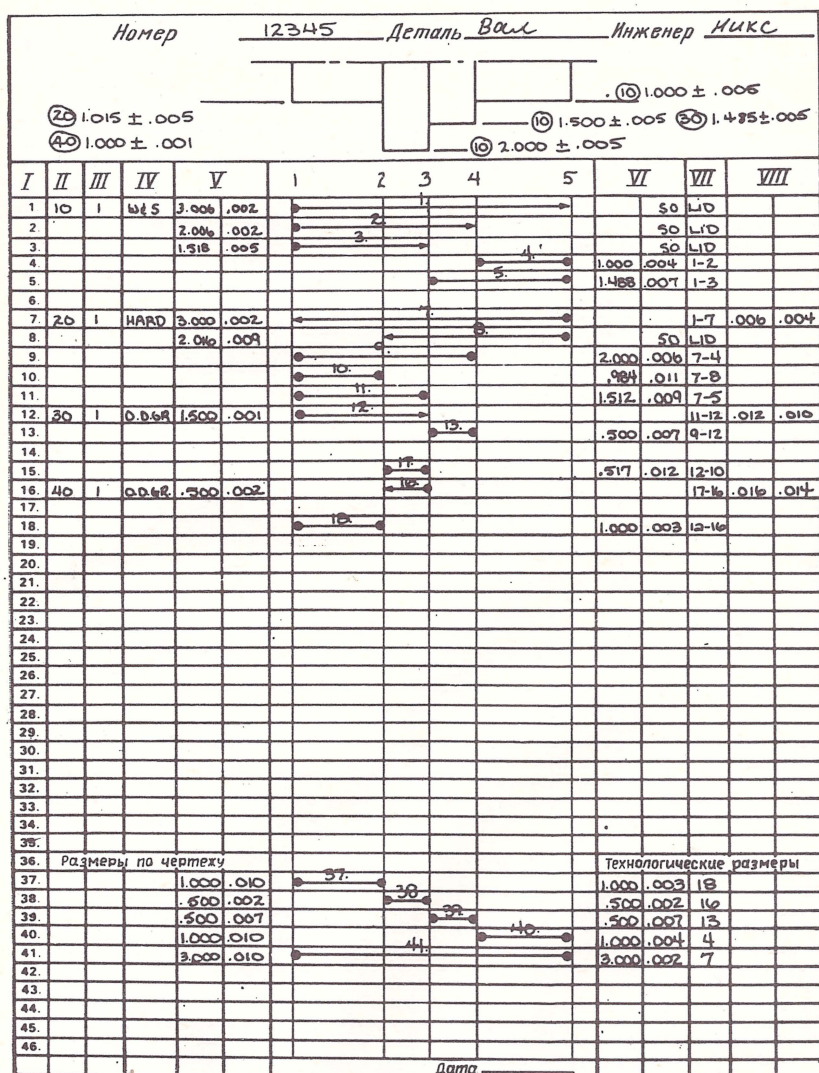 Номер 12345 Деталь Вал Инженер Никс
⑩ 1.000 ± .005
⑳ 1.015 ± .005 ⑩ 1.500 ± .005 ㉚ 1.485 ± .005
㊵ 1.000 ± .001 ⑩ 2.000 ± .005
I II III IV V 1 2 3 4 5 VI VII VIII
1 10 1 W&S 3.006 .002 1. SOLID
2. 2.006 .002 2. SOLID
3. 1.518 .005 3. SOLID
4. 4. 1.000 .004 1-2
5. 5. 1.488 .007 1-3
6.
7. 20 1 HARD 3.000 .002 7. 1-7 .006 .004
8. 2.016 .009 8. SOLID
9. 9 2.000 .006 7-4
10. 10. .984 .011 7-8
11. 11. 1.512 .009 7-5
12. 30 1 O.D.GR 1.500 .001 12. 11-12 .012 .010
13. 13. .500 .007 9-12
14.
15. 17. .517 .012 12-10
16. 40 1 O.D.GR .500 .002 16. 17-16 .016 .014
17.
18. 18. 1.000 .003 12-16
19.
20.
21.
22.
23.
24.
25.
26.
27.
28.
29.
30.
31.
32.
33.
34.
35.
36. Размеры по чертежу Технологические размеры
37. 1.000 .010 37. 1.000 .003 18
38. .500 .002 38 .500 .002 16
39. .500 .007 39. .500 .007 13
40. 1.000 .010 40. 1.000 .004 4
41. 3.000 .010 41. 3.000 .002 7
42.
43.
44.
45.
46.
Дата